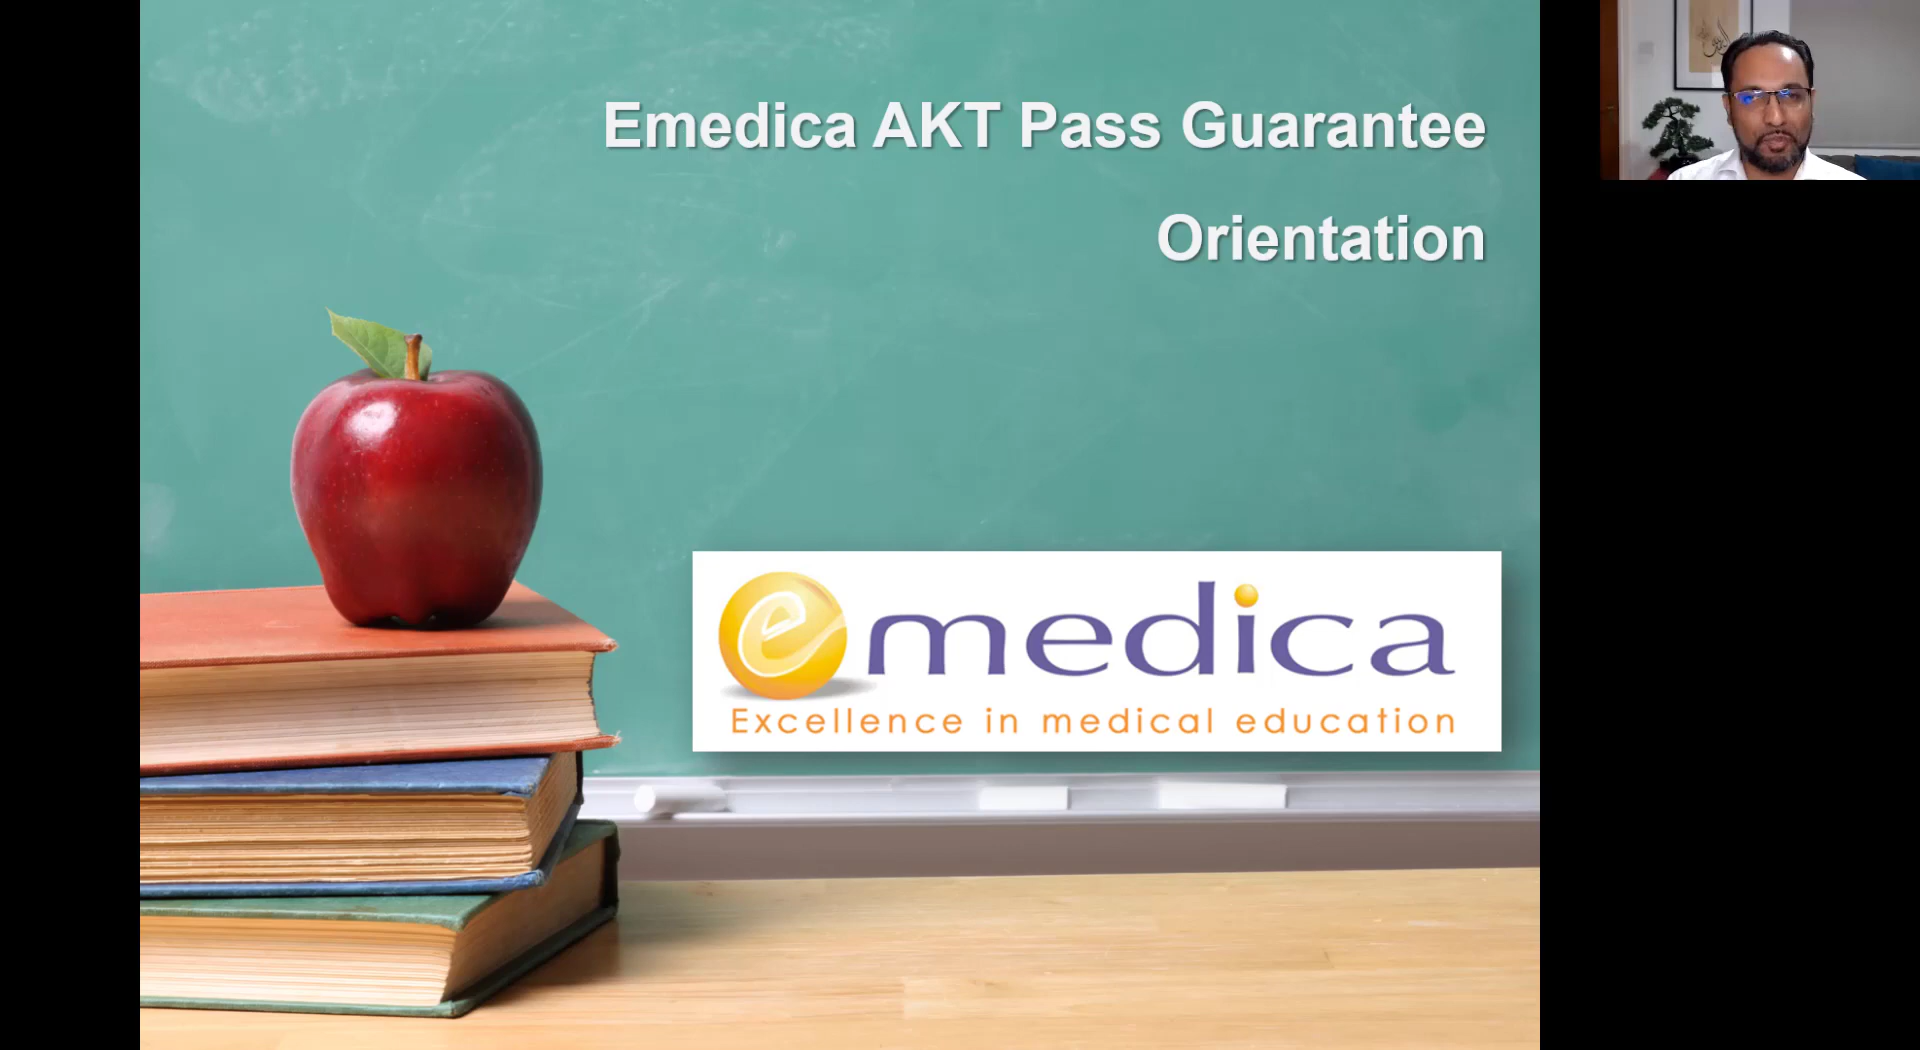 Emedica AKT Pass Guarantee
Orientation
emedica
Excellence in medical education